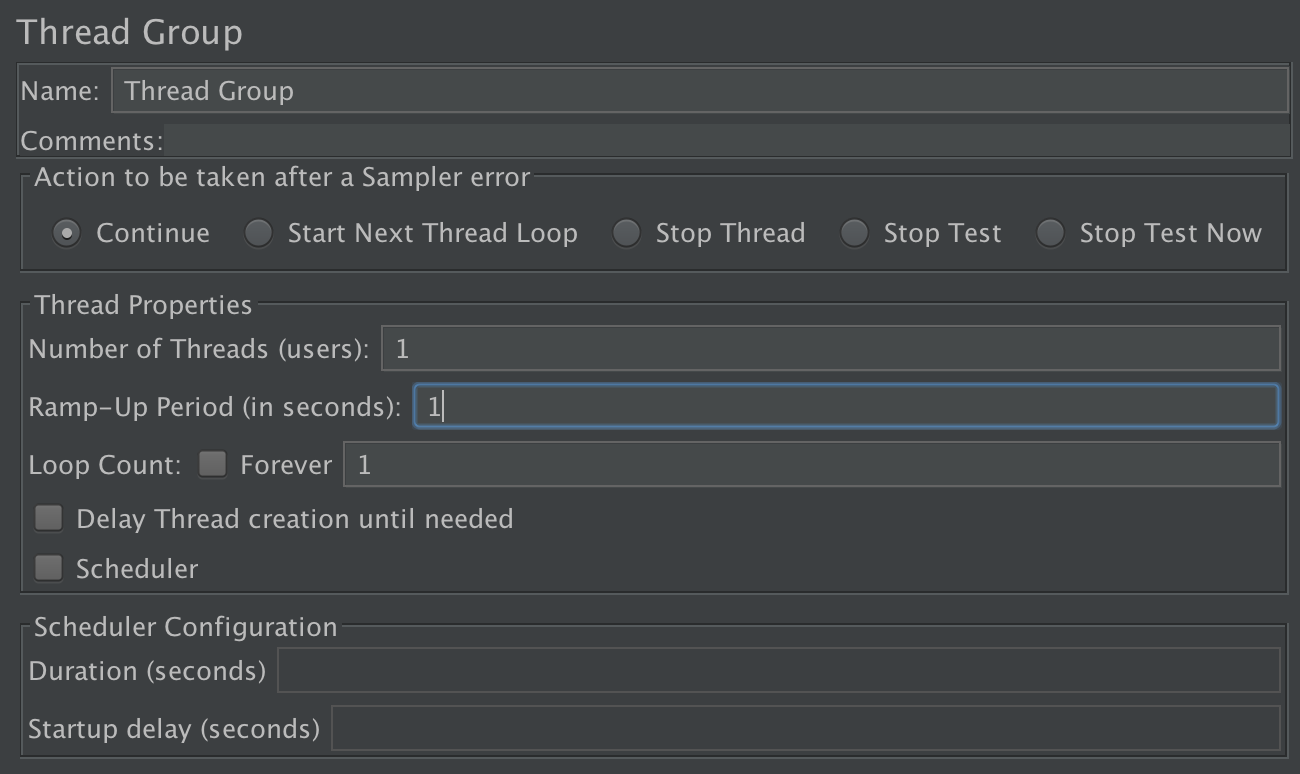 Thread Group
Name: Thread Group
Comments:
Action to be taken after a Sampler error
Continue Start Next Thread Loop Stop Thread Stop Test Stop Test Now
Thread Properties
Number of Threads (users): 1
Ramp-Up Period (in seconds): 1
Loop Count: Forever 1
Delay Thread creation until needed
Scheduler
Scheduler Configuration
Duration (seconds)
Startup delay (seconds)